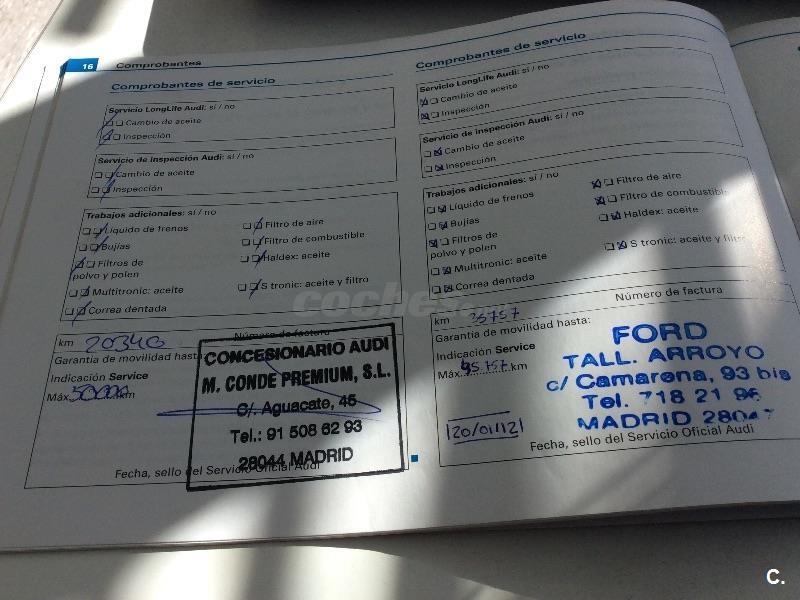 16
Comprobantes
Comprobantes de servicio
Servicio LongLife Audi: sí / no
Cambio de aceite
Inspección
Servicio de inspección Audi: sí / no
Cambio de aceite
Inspección
Trabajos adicionales: sí / no
Líquido de frenos
Filtro de aire
Bujías
Filtro de combustible
Filtros de
polvo y polen
Haldex: aceite
Multitronic: aceite
S tronic: aceite y filtro
Correa dentada
km 20340
Número de factura
Garantía de movilidad hasta:
Indicación Service
Máx. 50000 km
CONCESIONARIO AUDI
M. CONDE PREMIUM, S.L.
C/. Aguacate, 45
Tel.: 91 508 62 93
28044 MADRID
Fecha, sello del Servicio Oficial Audi
Comprobantes de servicio
Servicio LongLife Audi: sí / no
Cambio de aceite
Inspección
Servicio de inspección Audi: sí / no
Cambio de aceite
Inspección
Trabajos adicionales: sí / no
Líquido de frenos
Filtro de aire
Bujías
Filtro de combustible
Filtros de
polvo y polen
Haldex: aceite
Multitronic: aceite
S tronic: aceite y filtro
Correa dentada
km
Número de factura
Garantía de movilidad hasta:
Indicación Service
Máx. km
FORD
TALL. ARROYO
c/ Camarena, 93 bis
Tel. 718 21 96
MADRID
20/01/12
Fecha, sello del Servicio Oficial Audi
coches
C.